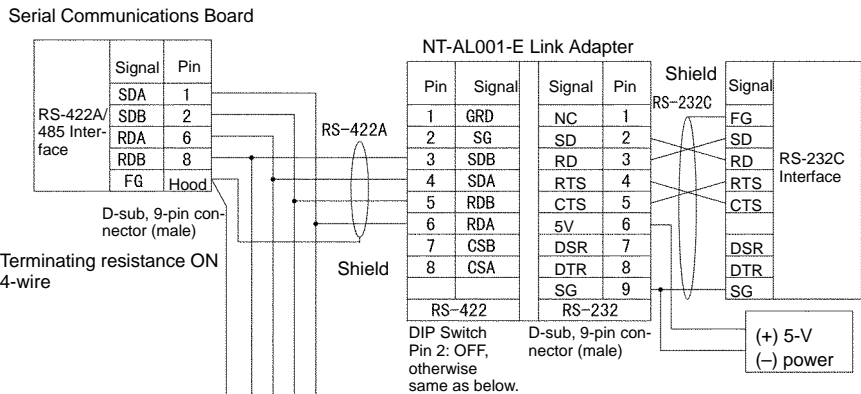 Serial Communications Board
NT-AL001-E Link Adapter
RS-422A/
485 Inter-
face
Signal Pin
SDA 1
SDB 2
RDA 6
RDB 8
FG Hood
D-sub, 9-pin con-
nector (male)
Terminating resistance ON
4-wire
RS-422A
Shield
Pin Signal
1 GRD
2 SG
3 SDB
4 SDA
5 RDB
6 RDA
7 CSB
8 CSA
RS-422
DIP Switch
Pin 2: OFF,
otherwise
same as below.
Signal Pin
NC 1
SD 2
RD 3
RTS 4
CTS 5
5V 6
DSR 7
DTR 8
SG 9
RS-232
D-sub, 9-pin con-
nector (male)
Shield
RS-232C
Signal
FG
SD
RD
RTS
CTS
DSR
DTR
SG
RS-232C
Interface
(+) 5-V
(–) power